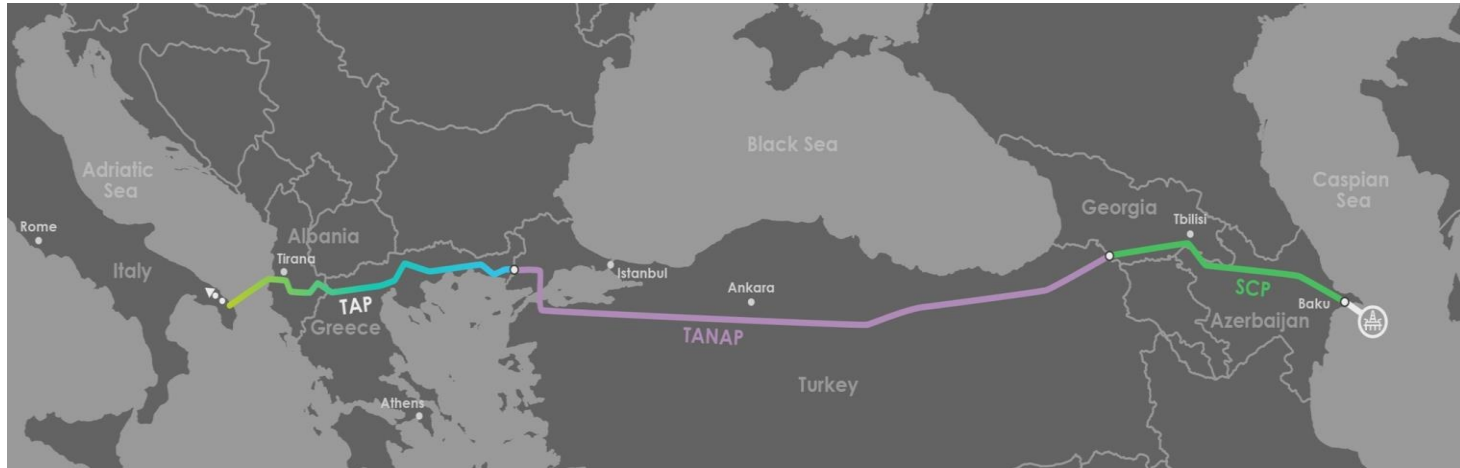 Black Sea
Adriatic
Sea
Caspian
Sea
Georgia
Tbilisi
Rome
Albania
Tirana
Italy
Istanbul
Ankara
SCP
Baku
TAP
Greece
Azerbaijan
TANAP
Turkey
Athens